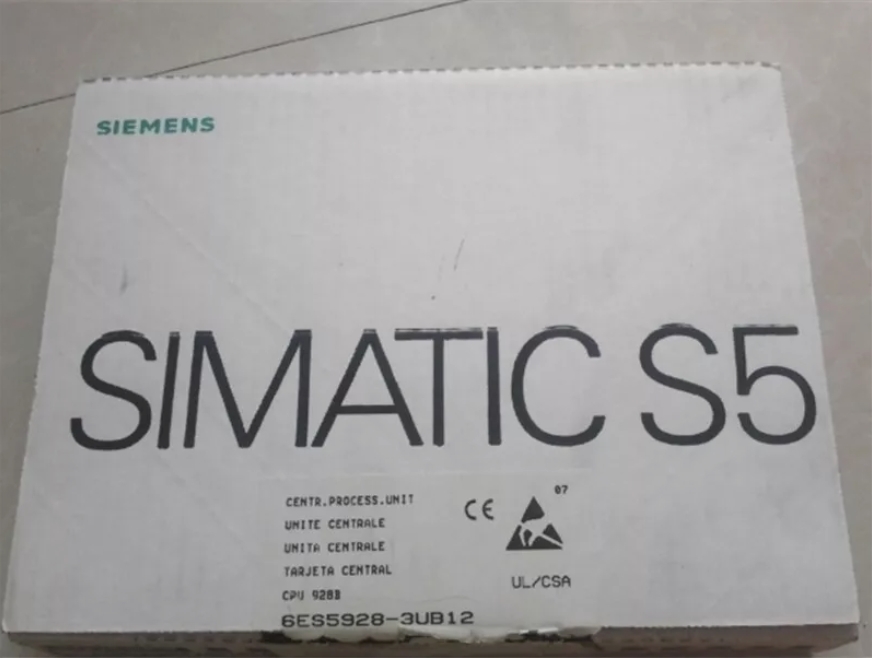 SIEMENS
SIMATIC S5
CENTR.PROCESS.UNIT
UNITE CENTRALE
UNITA CENTRALE
TARJETA CENTRAL
CPU 928B
6ES5928-3UB12
CE
07
UL/CSA